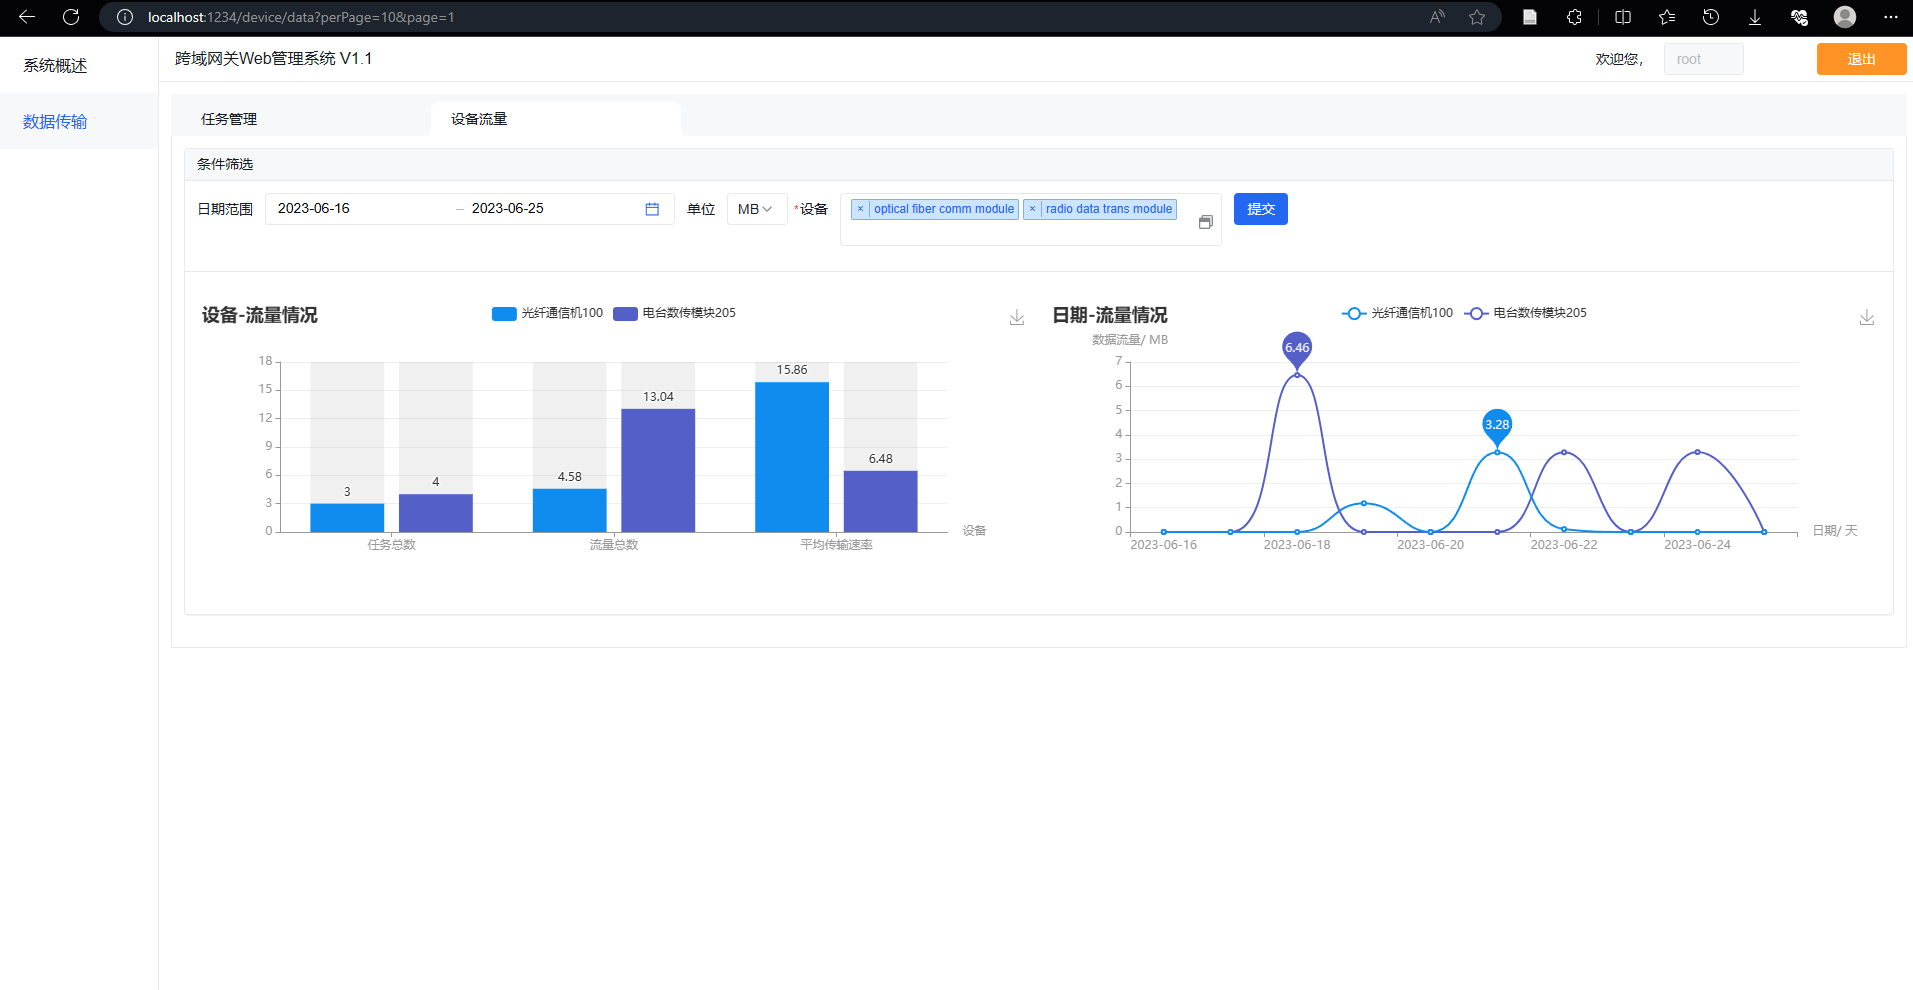 localhost:1234/device/data?perPage=10&page=1
系统概述
数据传输
跨域网关Web管理系统 V1.1
欢迎您,
root
退出
任务管理
设备流量
条件筛选
日期范围 2023-06-16 – 2023-06-25 单位 MB *设备 × optical fiber comm module × radio data trans module 提交
设备-流量情况
光纤通信机100 电台数传模块205
18
15
12
9
6
3
0
3
4
4.58
13.04
15.86
6.48
任务总数 流量总数 平均传输速率
设备
日期-流量情况
光纤通信机100 电台数传模块205
数据流量/ MB
7
6
5
4
3
2
1
0
6.46
3.28
2023-06-16 2023-06-18 2023-06-20 2023-06-22 2023-06-24
日期/ 天